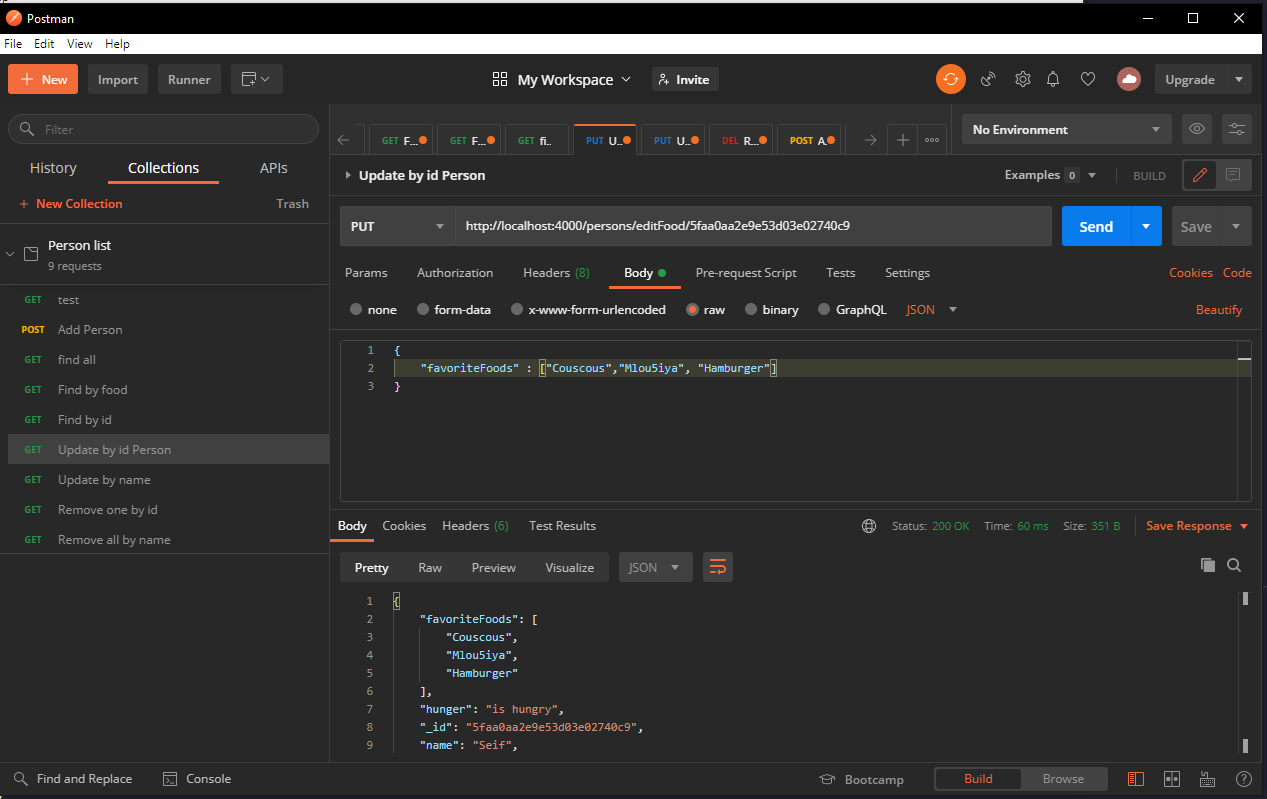 Postman
File Edit View Help
New Import Runner My Workspace Invite Upgrade
Filter
History Collections APIs
New Collection Trash
Person list
9 requests
GET test
POST Add Person
GET find all
GET Find by food
GET Find by id
GET Update by id Person
GET Update by name
GET Remove one by id
GET Remove all by name
GET F... GET F... GET fi.. PUT U... PUT U... DEL R... POST A. No Environment
Update by id Person Examples 0 BUILD
PUT http://localhost:4000/persons/editFood/5faa0aa2e9e53d03e02740c9 Send Save
Params Authorization Headers (8) Body Pre-request Script Tests Settings Cookies Code
none form-data x-www-form-urlencoded raw binary GraphQL JSON Beautify
1 {
2 "favoriteFoods" : ["Couscous","Mlou5iya", "Hamburger"]
3 }
Body Cookies Headers (6) Test Results Status: 200 OK Time: 60 ms Size: 351 B Save Response
Pretty Raw Preview Visualize JSON
1 {
2 "favoriteFoods": [
3 "Couscous",
4 "Mlou5iya",
5 "Hamburger"
6 ],
7 "hunger": "is hungry",
8 "_id": "5faa0aa2e9e53d03e02740c9",
9 "name": "Seif",
Find and Replace Console Bootcamp Build Browse